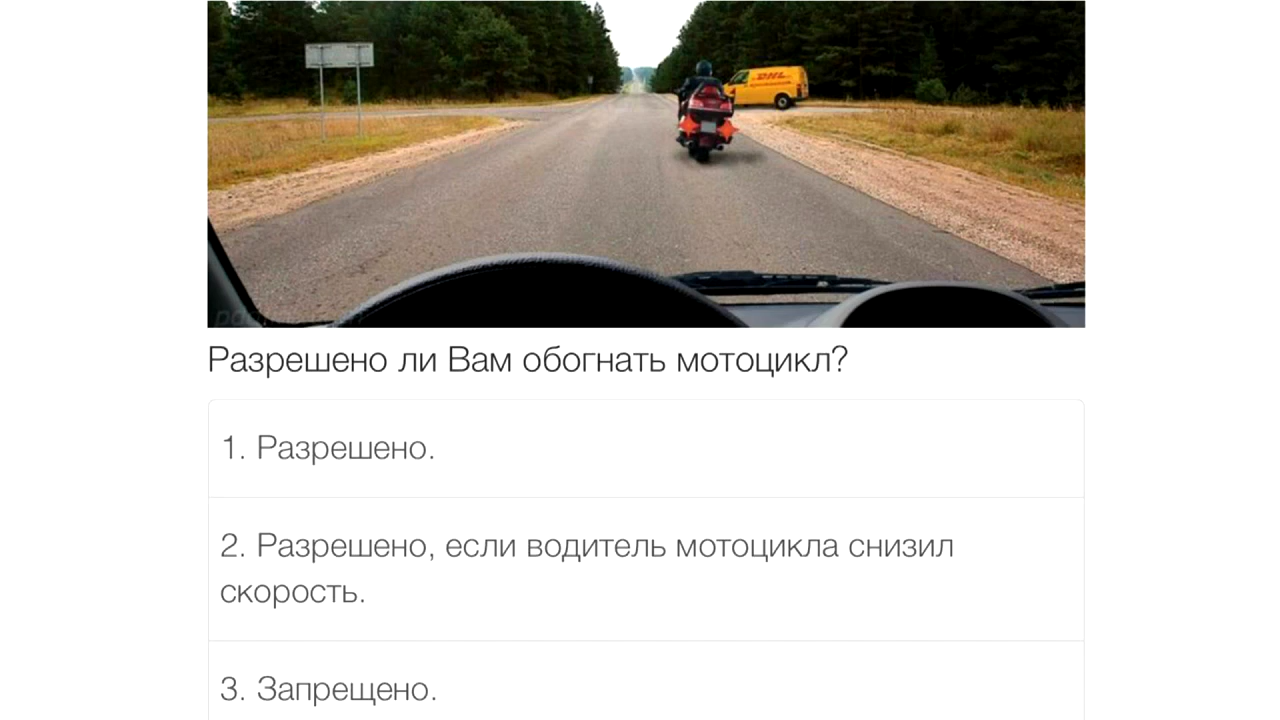 DHL
Разрешено ли Вам обогнать мотоцикл?
1. Разрешено.
2. Разрешено, если водитель мотоцикла снизил
скорость.
3. Запрещено.